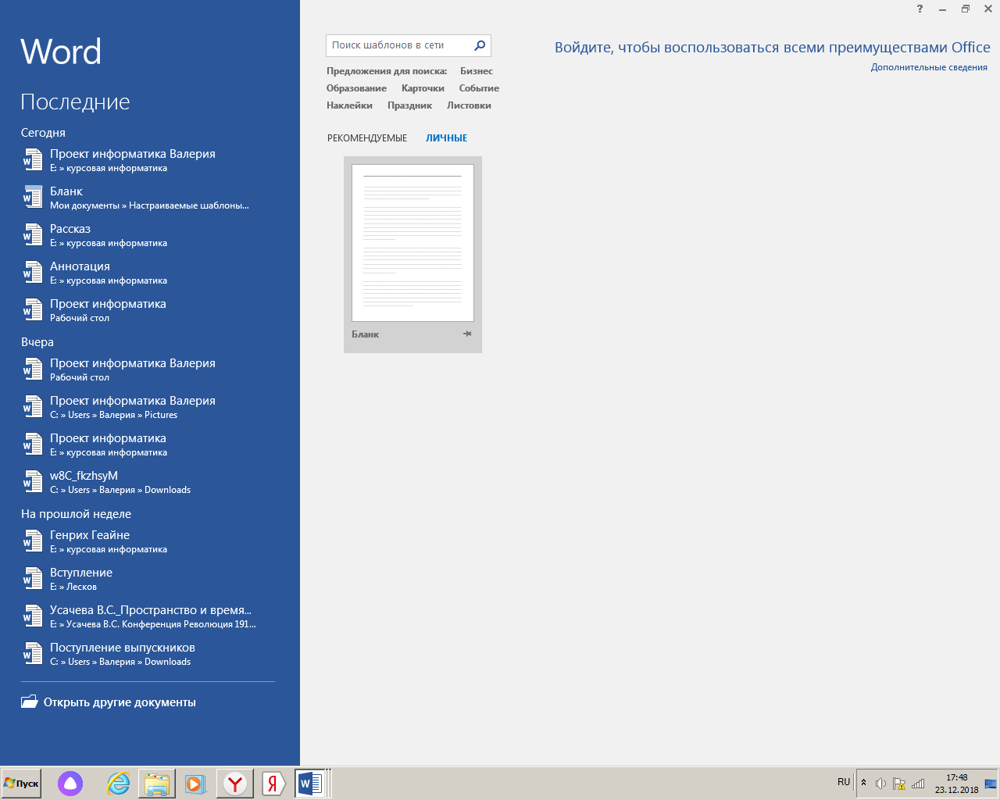 Word
Последние
Сегодня
Проект информатика Валерия
E: » курсовая информатика
Бланк
Мои документы » Настраиваемые шаблоны...
Рассказ
E: » курсовая информатика
Аннотация
E: » курсовая информатика
Проект информатика
Рабочий стол
Вчера
Проект информатика Валерия
Рабочий стол
Проект информатика Валерия
C: » Users » Валерия » Pictures
Проект информатика
E: » курсовая информатика
w8C_fkzhsyM
C: » Users » Валерия » Downloads
На прошлой неделе
Генрих Геайне
E: » курсовая информатика
Вступление
E: » Лесков
Усачева В.С._Пространство и время...
E: » Усачева В.С. Конференция Революция 191...
Поступление выпускников
C: » Users » Валерия » Downloads
Открыть другие документы
Поиск шаблонов в сети
Предложения для поиска: Бизнес
Образование Карточки Событие
Наклейки Праздник Листовки
РЕКОМЕНДУЕМЫЕ ЛИЧНЫЕ
Бланк
?
Войдите, чтобы воспользоваться всеми преимуществами Office
Дополнительные сведения
Пуск
Я
W
RU
17:48
23.12.2018